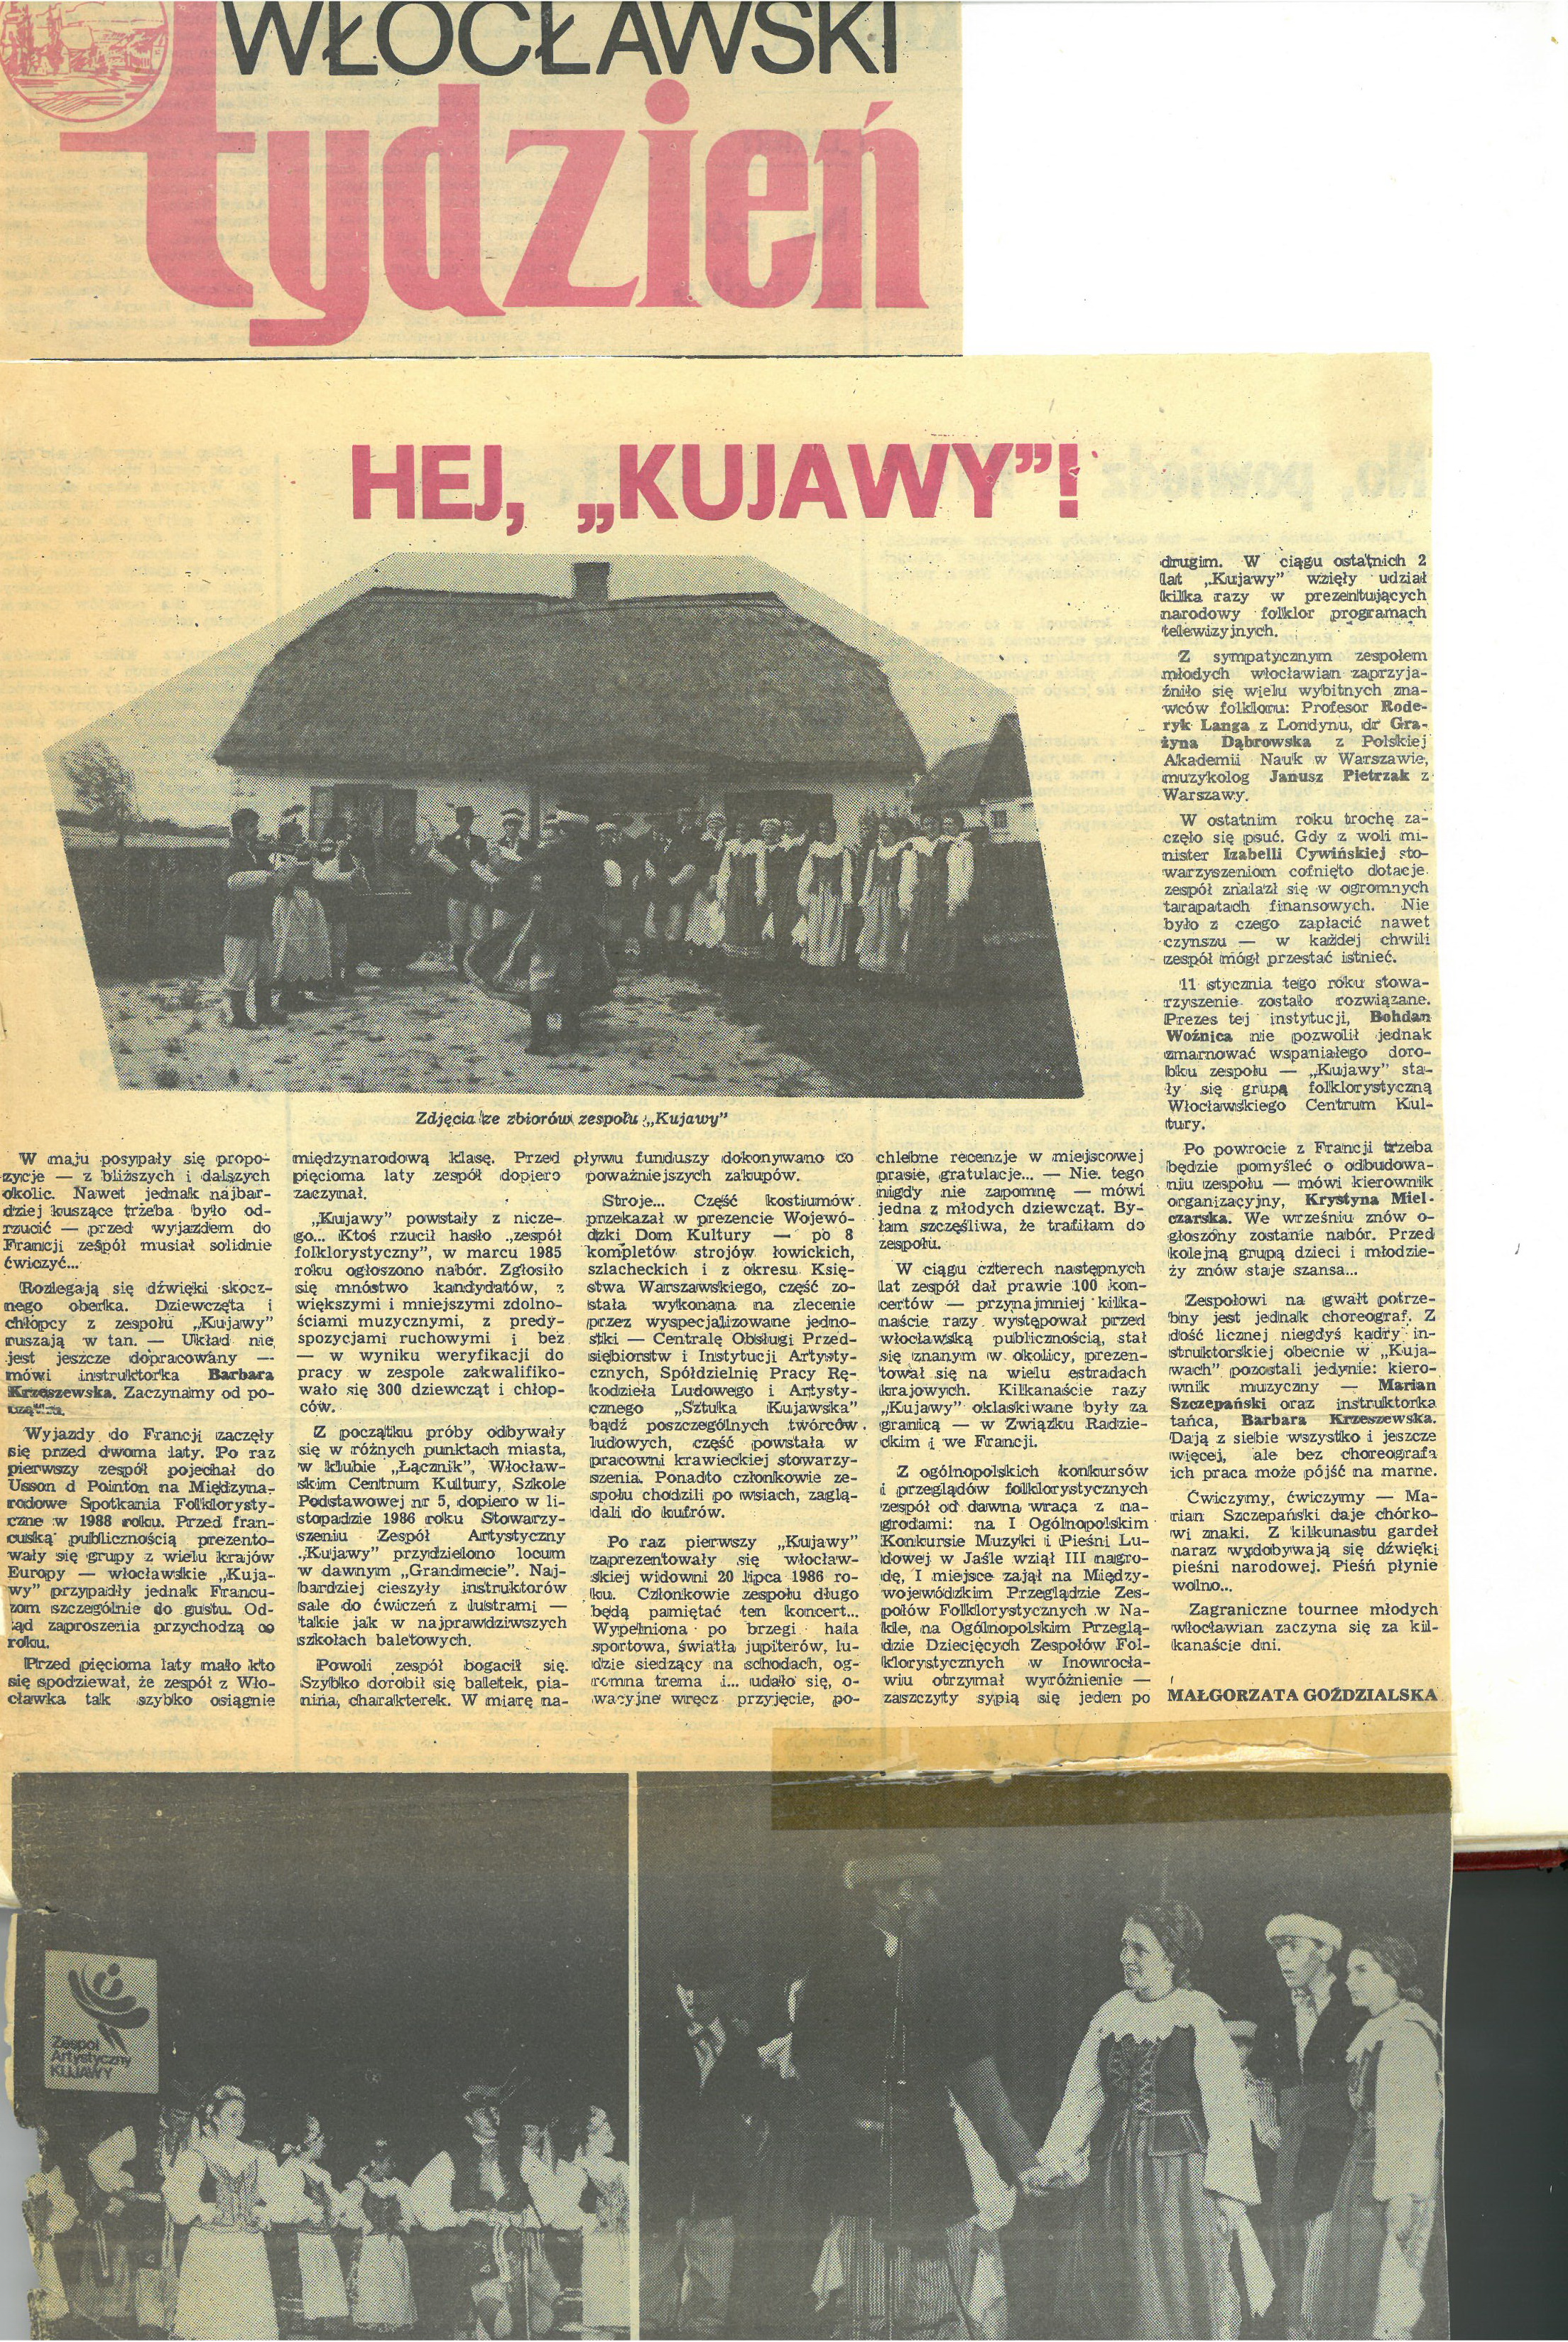 WŁOCŁAWSKI
tydzień
HEJ, „KUJAWY”!
Zdjęcia ze zbiorów zespołu „Kujawy”
W maju posypały się propo-
zycje — z bliższych i dalszych
okolic. Nawet jednak najbar-
dziej kuszące trzeba było od-
rzucić — przed wyjazdem do
Francji zespół musiał solidnie
ćwiczyć...
Rozlegają się dźwięki skocz-
nego oberka. Dziewczęta i
chłopcy z zespołu „Kujawy”
ruszają w tan. — Układ nie
jest jeszcze dopracowany —
mówi instruktorka Barbara
Krzeszewska. Zaczynamy od po-
czątku.
Wyjazdy do Francji zaczęły
się przed dwoma laty. Po raz
pierwszy zespół pojechał do
Usson d Pointon na Międzyna-
rodowe Spotkania Folklorysty-
czne w 1988 roku. Przed fran-
cuską publicznością prezento-
wały się grupy z wielu krajów
Europy — włocławskie „Kuja-
wy” przypadły jednak Francu-
zom szczególnie do gustu. Od-
tąd zaproszenia przychodzą co
roku.
Przed pięcioma laty mało kto
się spodziewał, że zespół z Wło-
cławka tak szybko osiągnie
międzynarodową klasę. Przed
pięcioma laty zespół dopiero
zaczynał.
„Kujawy” powstały z nicze-
go... Ktoś rzucił hasło „zespół
folklorystyczny”, w marcu 1985
roku ogłoszono nabór. Zgłosiło
się mnóstwo kandydatów, z
większymi i mniejszymi zdolno-
ściami muzycznymi, z predy-
spozycjami ruchowymi i bez
— w wyniku weryfikacji do
pracy w zespole zakwalifiko-
wało się 300 dziewcząt i chłop-
ców.
Z początku próby odbywały
się w różnych punktach miasta,
w klubie „Łącznik”, Włocław-
skim Centrum Kultury, Szkole
Podstawowej nr 5, dopiero w li-
stopadzie 1986 roku Stowarzy-
szeniu Zespół Artystyczny
„Kujawy” przydzielono locum
w dawnym „Grandmecie”. Naj-
bardziej cieszyły instruktorów
sale do ćwiczeń z lustrami —
takie jak w najprawdziwszych
szkołach baletowych.
Powoli zespół bogacił się.
Szybko dorobił się baletek, pia-
nina, charakterek. W miarę na-
pływu funduszy dokonywano co
poważniejszych zakupów.
Stroje... Część kostiumów
przekazał w prezencie Wojewó-
dzki Dom Kultury — po 8
kompletów strojów łowickich,
szlacheckich i z okresu Księ-
stwa Warszawskiego, część zo-
stała wykonana na zlecenie
przez wyspecjalizowane jedno-
stki — Centralę Obsługi Przed-
siębiorstw i Instytucji Artysty-
cznych, Spółdzielnię Pracy Rę-
kodzieła Ludowego i Artysty-
cznego „Sztuka Kujawska”
bądź poszczególnych twórców
ludowych, część powstała w
pracowni krawieckiej stowarzy-
szenia. Ponadto członkowie ze-
społu chodzili po wsiach, zaglą-
dali do kufrów.
Po raz pierwszy „Kujawy”
zaprezentowały się włocław-
skiej widowni 20 lipca 1986 ro-
ku. Członkowie zespołu długo
będą pamiętać ten koncert...
Wypełniona po brzegi hala
sportowa, światła jupiterów, lu-
dzie siedzący na schodach, og-
romna trema i... udało się, o-
wacyjne wręcz przyjęcie, po-
chlebne recenzje w miejscowej
prasie, gratulacje... — Nie, tego
nigdy nie zapomnę — mówi
jedna z młodych dziewcząt. By-
łam szczęśliwa, że trafiłam do
zespołu.
W ciągu czterech następnych
lat zespół dał prawie 100 kon-
certów — przynajmniej kilka-
naście razy występował przed
włocławską publicznością, stał
się znanym w okolicy, prezen-
tował się na wielu estradach
krajowych. Kilkanaście razy
„Kujawy” oklaskiwane były za
granicą — w Związku Radzie-
ckim i we Francji.
Z ogólnopolskich konkursów
i przeglądów folklorystycznych
zespół od dawna wraca z na-
grodami: na I Ogólnopolskim
Konkursie Muzyki i Pieśni Lu-
dowej w Jaśle wziął III nagro-
dę, I miejsce zajął na Między-
wojewódzkim Przeglądzie Zes-
połów Folklorystycznych w Na-
kle, na Ogólnopolskim Przeglą-
dzie Dziecięcych Zespołów Fol-
klorystycznych w Inowrocła-
wiu otrzymał wyróżnienie —
zaszczyty sypią się jeden po
drugim. W ciągu ostatnich 2
lat „Kujawy” wzięły udział
kilka razy w prezentujących
narodowy folklor programach
telewizyjnych.
Z sympatycznym zespołem
młodych włocławian zaprzyja-
źniło się wielu wybitnych zna-
wców folkloru: Profesor Rode-
ryk Langa z Londynu, dr Gra-
żyna Dąbrowska z Polskiej
Akademii Nauk w Warszawie,
muzykolog Janusz Pietrzak z
Warszawy.
W ostatnim roku trochę za-
częło się psuć. Gdy z woli mi-
nister Izabelli Cywińskiej sto-
warzyszeniom cofnięto dotacje
zespół znalazł się w ogromnych
tarapatach finansowych. Nie
było z czego zapłacić nawet
czynszu — w każdej chwili
zespół mógł przestać istnieć.
11 stycznia tego roku stowa-
rzyszenie zostało rozwiązane.
Prezes tej instytucji, Bohdan
Woźnica nie pozwolił jednak
zmarnować wspaniałego doro-
bku zespołu — „Kujawy” sta-
ły się grupą folklorystyczną
Włocławskiego Centrum Kul-
tury.
Po powrocie z Francji trzeba
będzie pomyśleć o odbudowa-
niu zespołu — mówi kierownik
organizacyjny, Krystyna Miel-
czarska. We wrześniu znów o-
głoszony zostanie nabór. Przed
kolejną grupą dzieci i młodzie-
ży znów staje szansa...
Zespołowi na gwałt potrze-
bny jest jednak choreograf. Z
dość licznej niegdyś kadry in-
struktorskiej obecnie w „Kuja-
wach” pozostali jedynie: kiero-
wnik muzyczny — Marian
Szczepański oraz instruktorka
tańca, Barbara Krzeszewska.
Dają z siebie wszystko i jeszcze
więcej, ale bez choreografa
ich praca może pójść na marne.
Ćwiczymy, ćwiczymy — Ma-
rian Szczepański daje chórko-
wi znaki. Z kilkunastu gardeł
naraz wydobywają się dźwięki
pieśni narodowej. Pieśń płynie
wolno...
Zagraniczne tournee młodych
włocławian zaczyna się za kil-
kanaście dni.
MAŁGORZATA GOŹDZIALSKA
Zespół
Artystyczny
KUJAWY